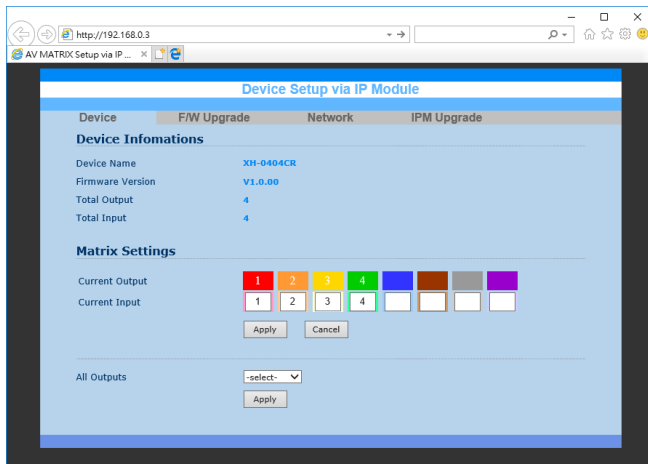 http://192.168.0.3
AV MATRIX Setup via IP ...
Device Setup via IP Module
Device F/W Upgrade Network IPM Upgrade
Device Infomations
Device Name XH-0404CR
Firmware Version V1.0.00
Total Output 4
Total Input 4
Matrix Settings
Current Output 1 2 3 4
Current Input 1 2 3 4
Apply Cancel
All Outputs -select-
Apply